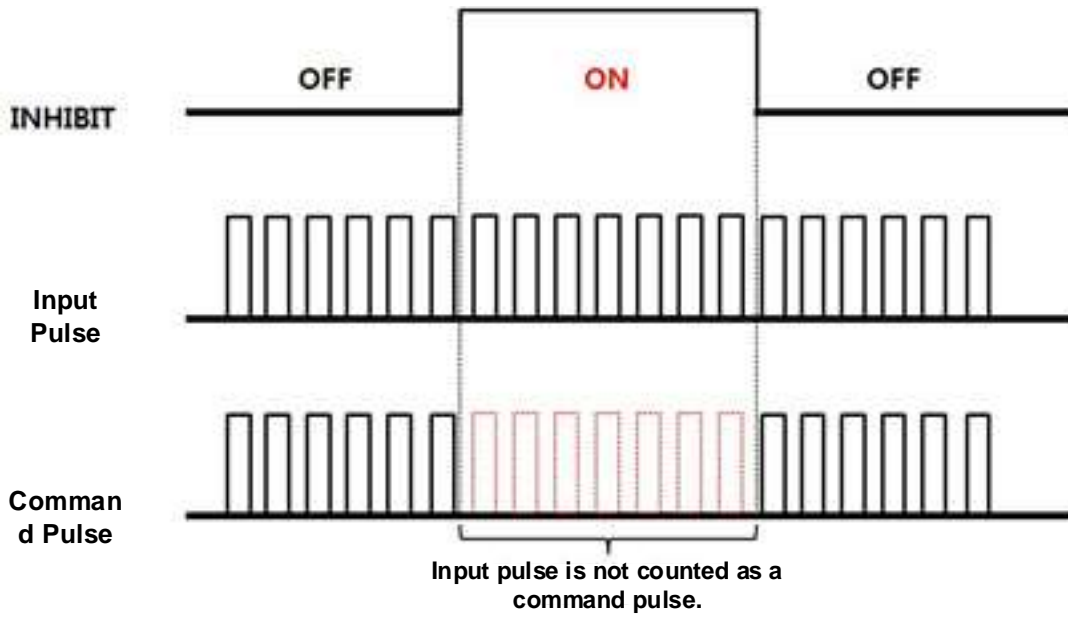 OFF
ON
OFF
INHIBIT
Input
Pulse
Comman
d Pulse
Input pulse is not counted as a
command pulse.